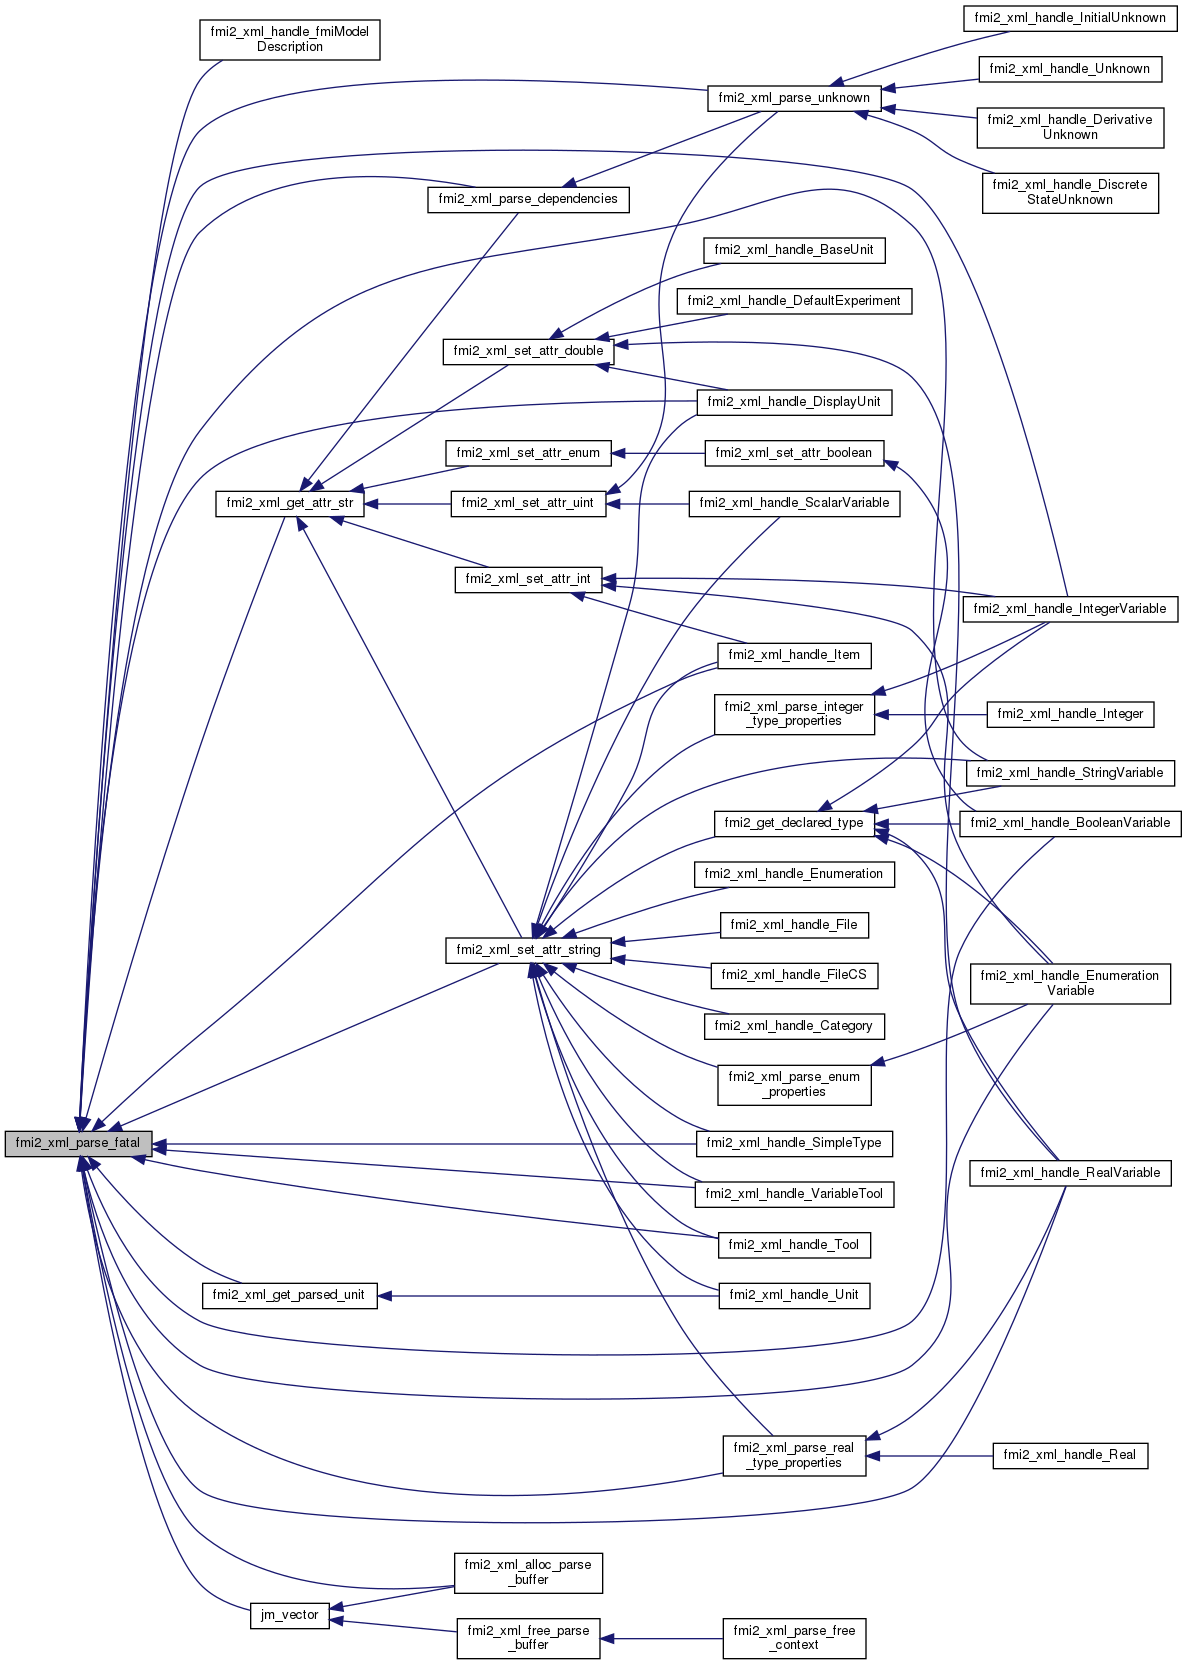 fmi2_xml_handle_InitialUnknown
fmi2_xml_handle_fmiModel
Description
fmi2_xml_handle_Unknown
fmi2_xml_parse_unknown
fmi2_xml_handle_Derivative
Unknown
fmi2_xml_handle_Discrete
StateUnknown
fmi2_xml_parse_dependencies
fmi2_xml_handle_BaseUnit
fmi2_xml_handle_DefaultExperiment
fmi2_xml_set_attr_double
fmi2_xml_handle_DisplayUnit
fmi2_xml_set_attr_enum
fmi2_xml_set_attr_boolean
fmi2_xml_get_attr_str
fmi2_xml_set_attr_uint
fmi2_xml_handle_ScalarVariable
fmi2_xml_set_attr_int
fmi2_xml_handle_IntegerVariable
fmi2_xml_handle_Item
fmi2_xml_parse_integer
_type_properties
fmi2_xml_handle_Integer
fmi2_xml_handle_StringVariable
fmi2_get_declared_type
fmi2_xml_handle_BooleanVariable
fmi2_xml_handle_Enumeration
fmi2_xml_handle_File
fmi2_xml_set_attr_string
fmi2_xml_handle_FileCS
fmi2_xml_handle_Enumeration
Variable
fmi2_xml_handle_Category
fmi2_xml_parse_enum
_properties
fmi2_xml_parse_fatal
fmi2_xml_handle_SimpleType
fmi2_xml_handle_RealVariable
fmi2_xml_handle_VariableTool
fmi2_xml_handle_Tool
fmi2_xml_get_parsed_unit
fmi2_xml_handle_Unit
fmi2_xml_parse_real
_type_properties
fmi2_xml_handle_Real
fmi2_xml_alloc_parse
_buffer
jm_vector
fmi2_xml_free_parse
_buffer
fmi2_xml_parse_free
_context